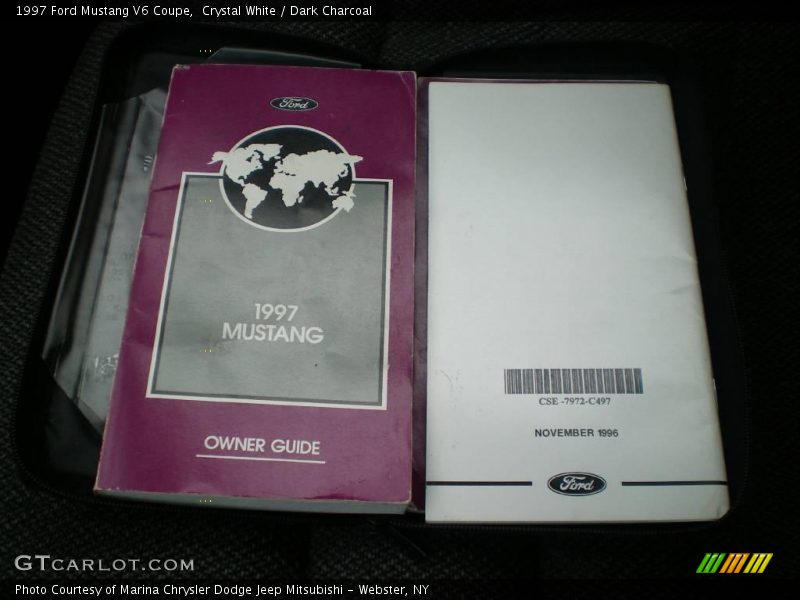 1997 Ford Mustang V6 Coupe,  Crystal White / Dark Charcoal
Ford
1997
MUSTANG
OWNER GUIDE
CSE -7972-C497
NOVEMBER 1996
Ford
GTCARLOT.COM
Photo Courtesy of Marina Chrysler Dodge Jeep Mitsubishi - Webster, NY